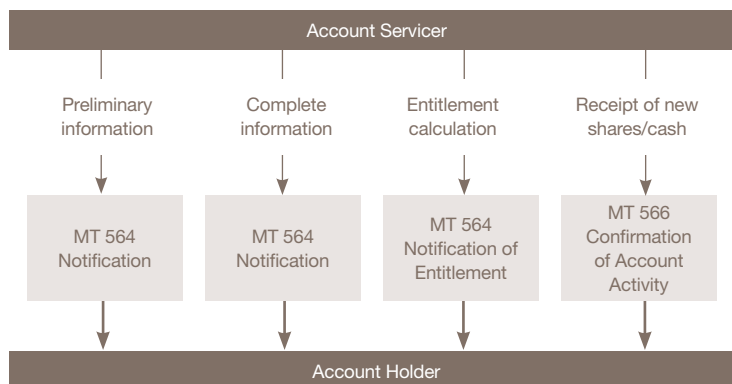 Account Servicer
Preliminary
information
Complete
information
Entitlement
calculation
Receipt of new
shares/cash
MT 564
Notification
MT 564
Notification
MT 564
Notification of
Entitlement
MT 566
Confirmation
of Account
Activity
Account Holder